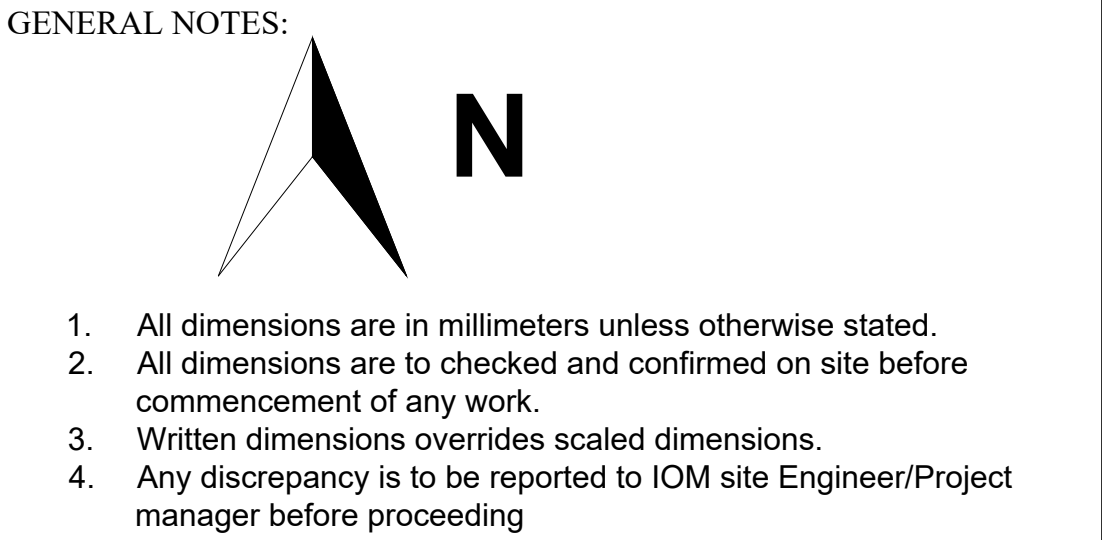 GENERAL NOTES:
N
1. All dimensions are in millimeters unless otherwise stated.
2. All dimensions are to checked and confirmed on site before
commencement of any work.
3. Written dimensions overrides scaled dimensions.
4. Any discrepancy is to be reported to IOM site Engineer/Project
manager before proceeding